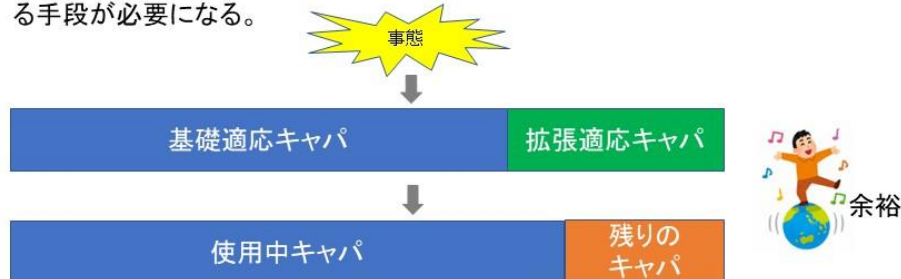 る手段が必要になる。
事態
基礎適応キャパ
拡張適応キャパ
使用中キャパ
残りの
キャパ
余裕